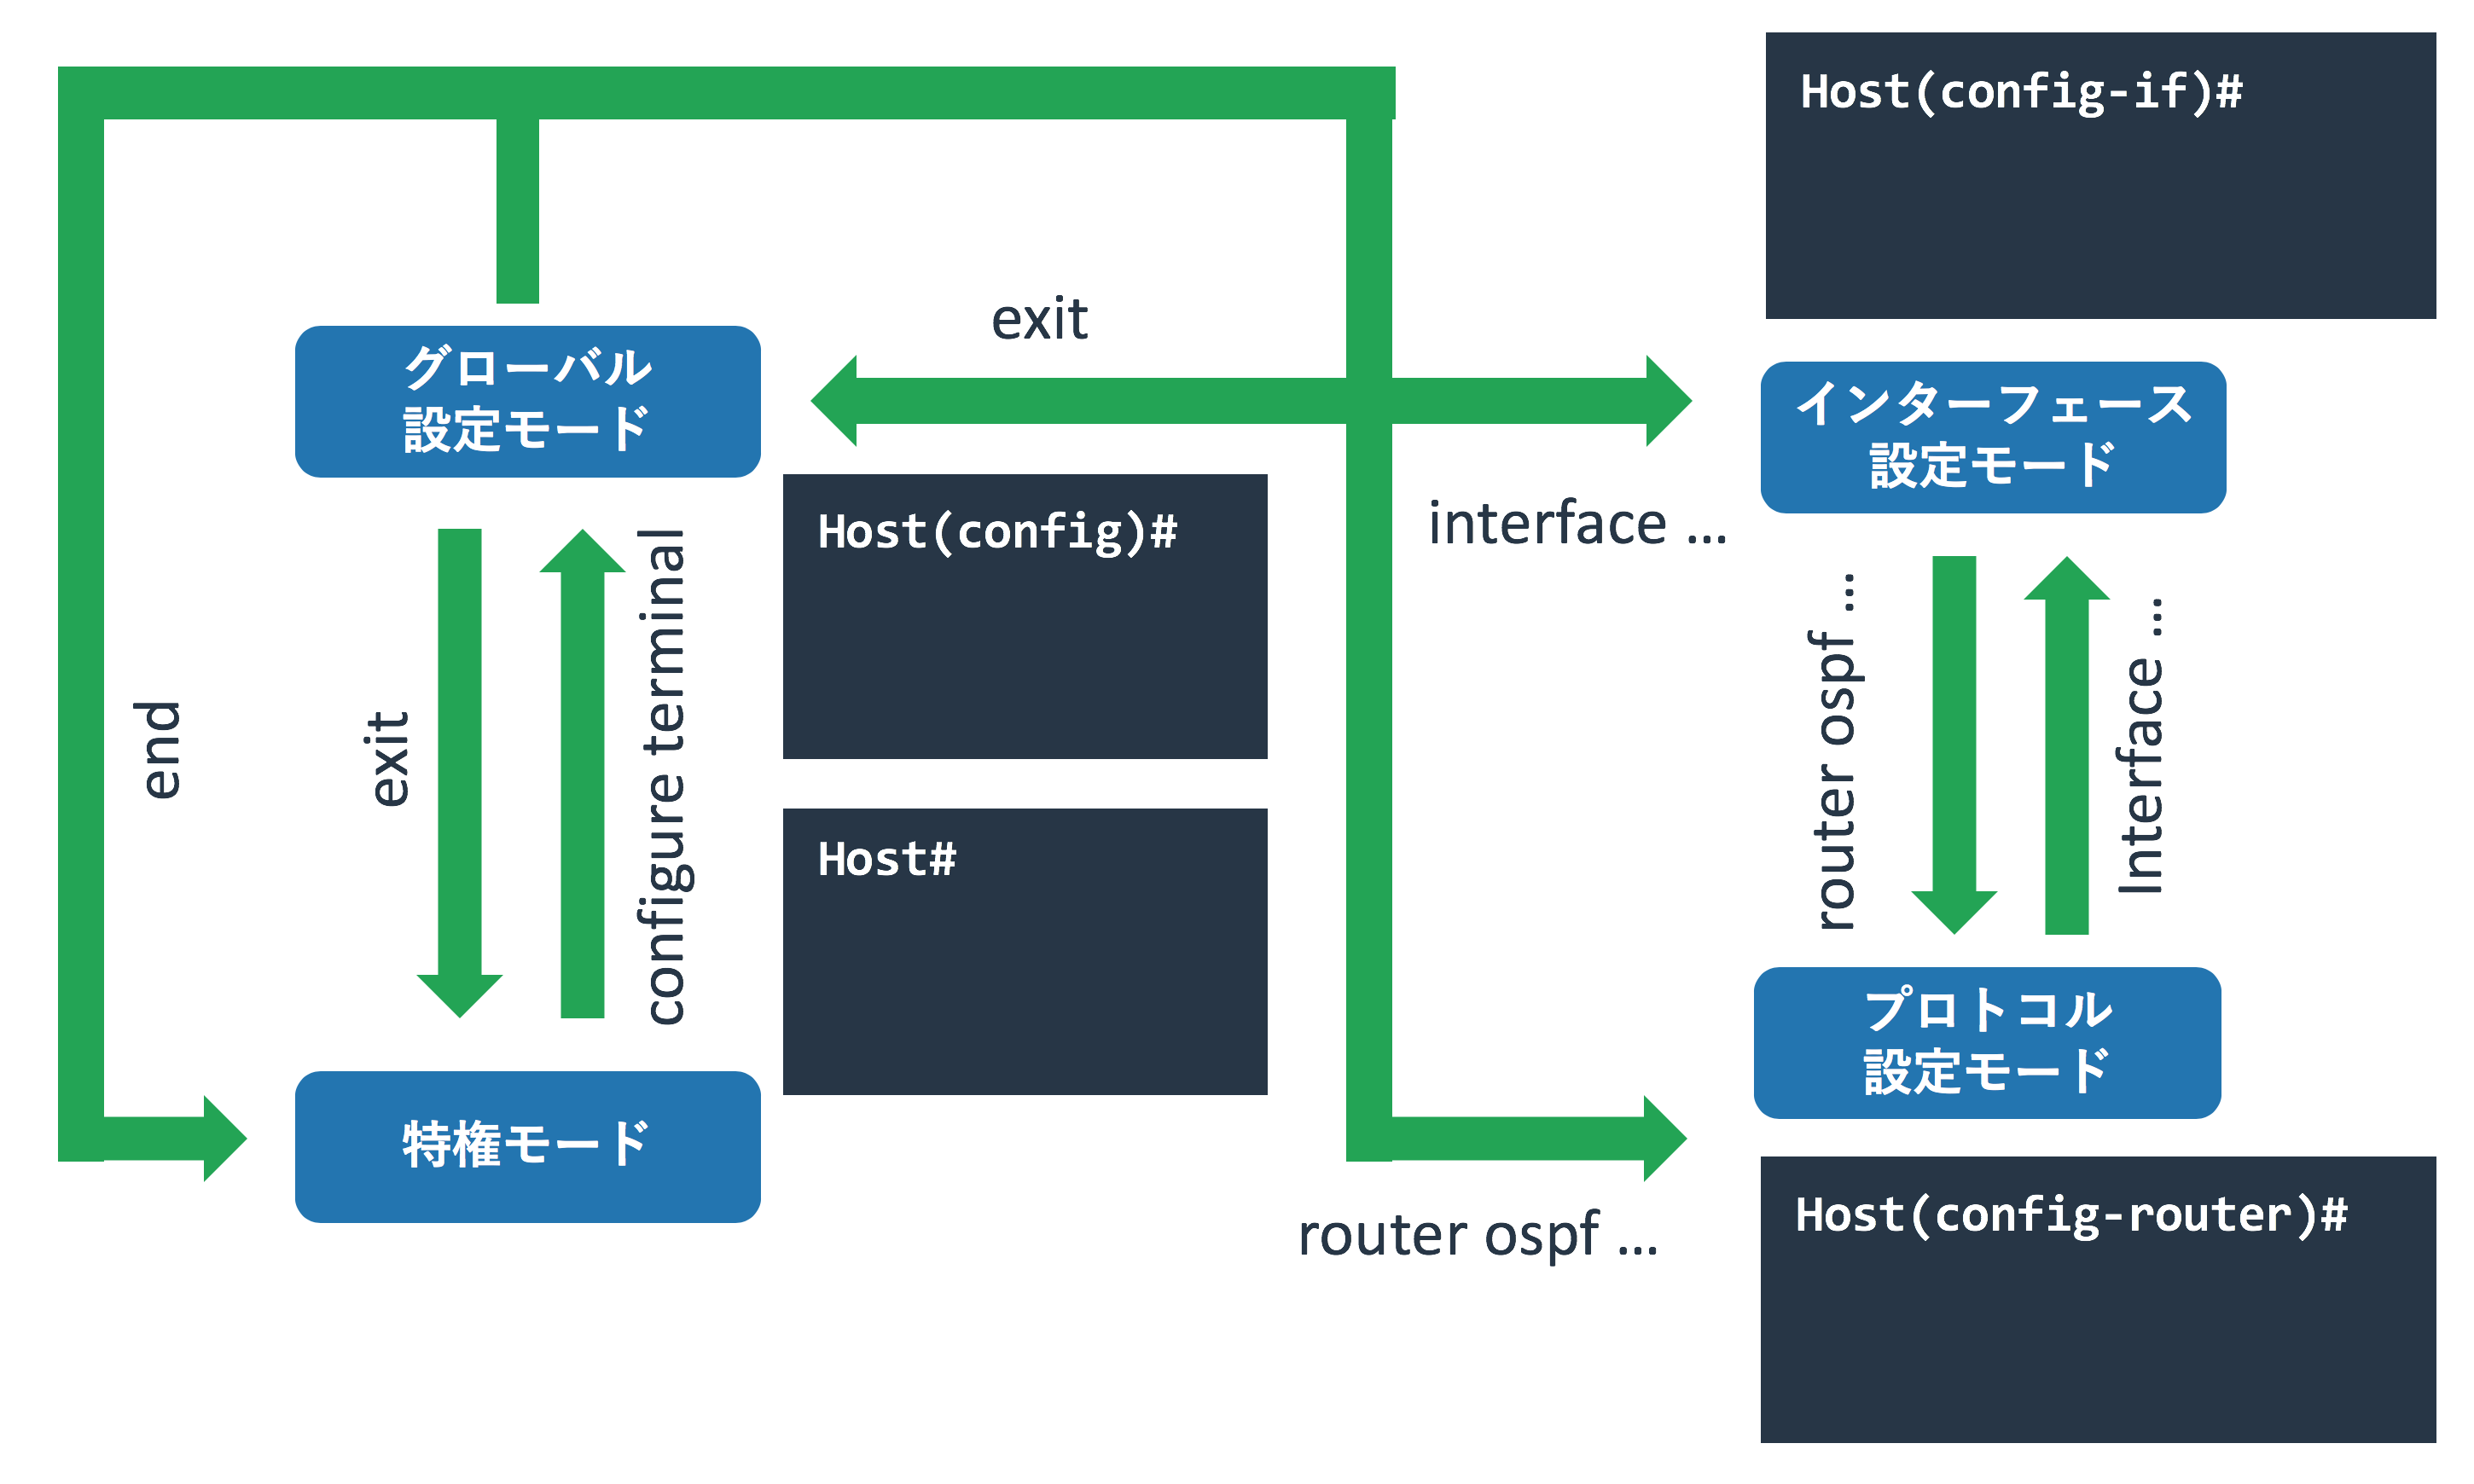 Host(config-if)#
グローバル
設定モード
exit
インターフェース
設定モード
Host(config)#
interface ...
end
exit
configure terminal
router ospf ...
Interface ...
Host#
特権モード
プロトコル
設定モード
router ospf ...
Host(config-router)#